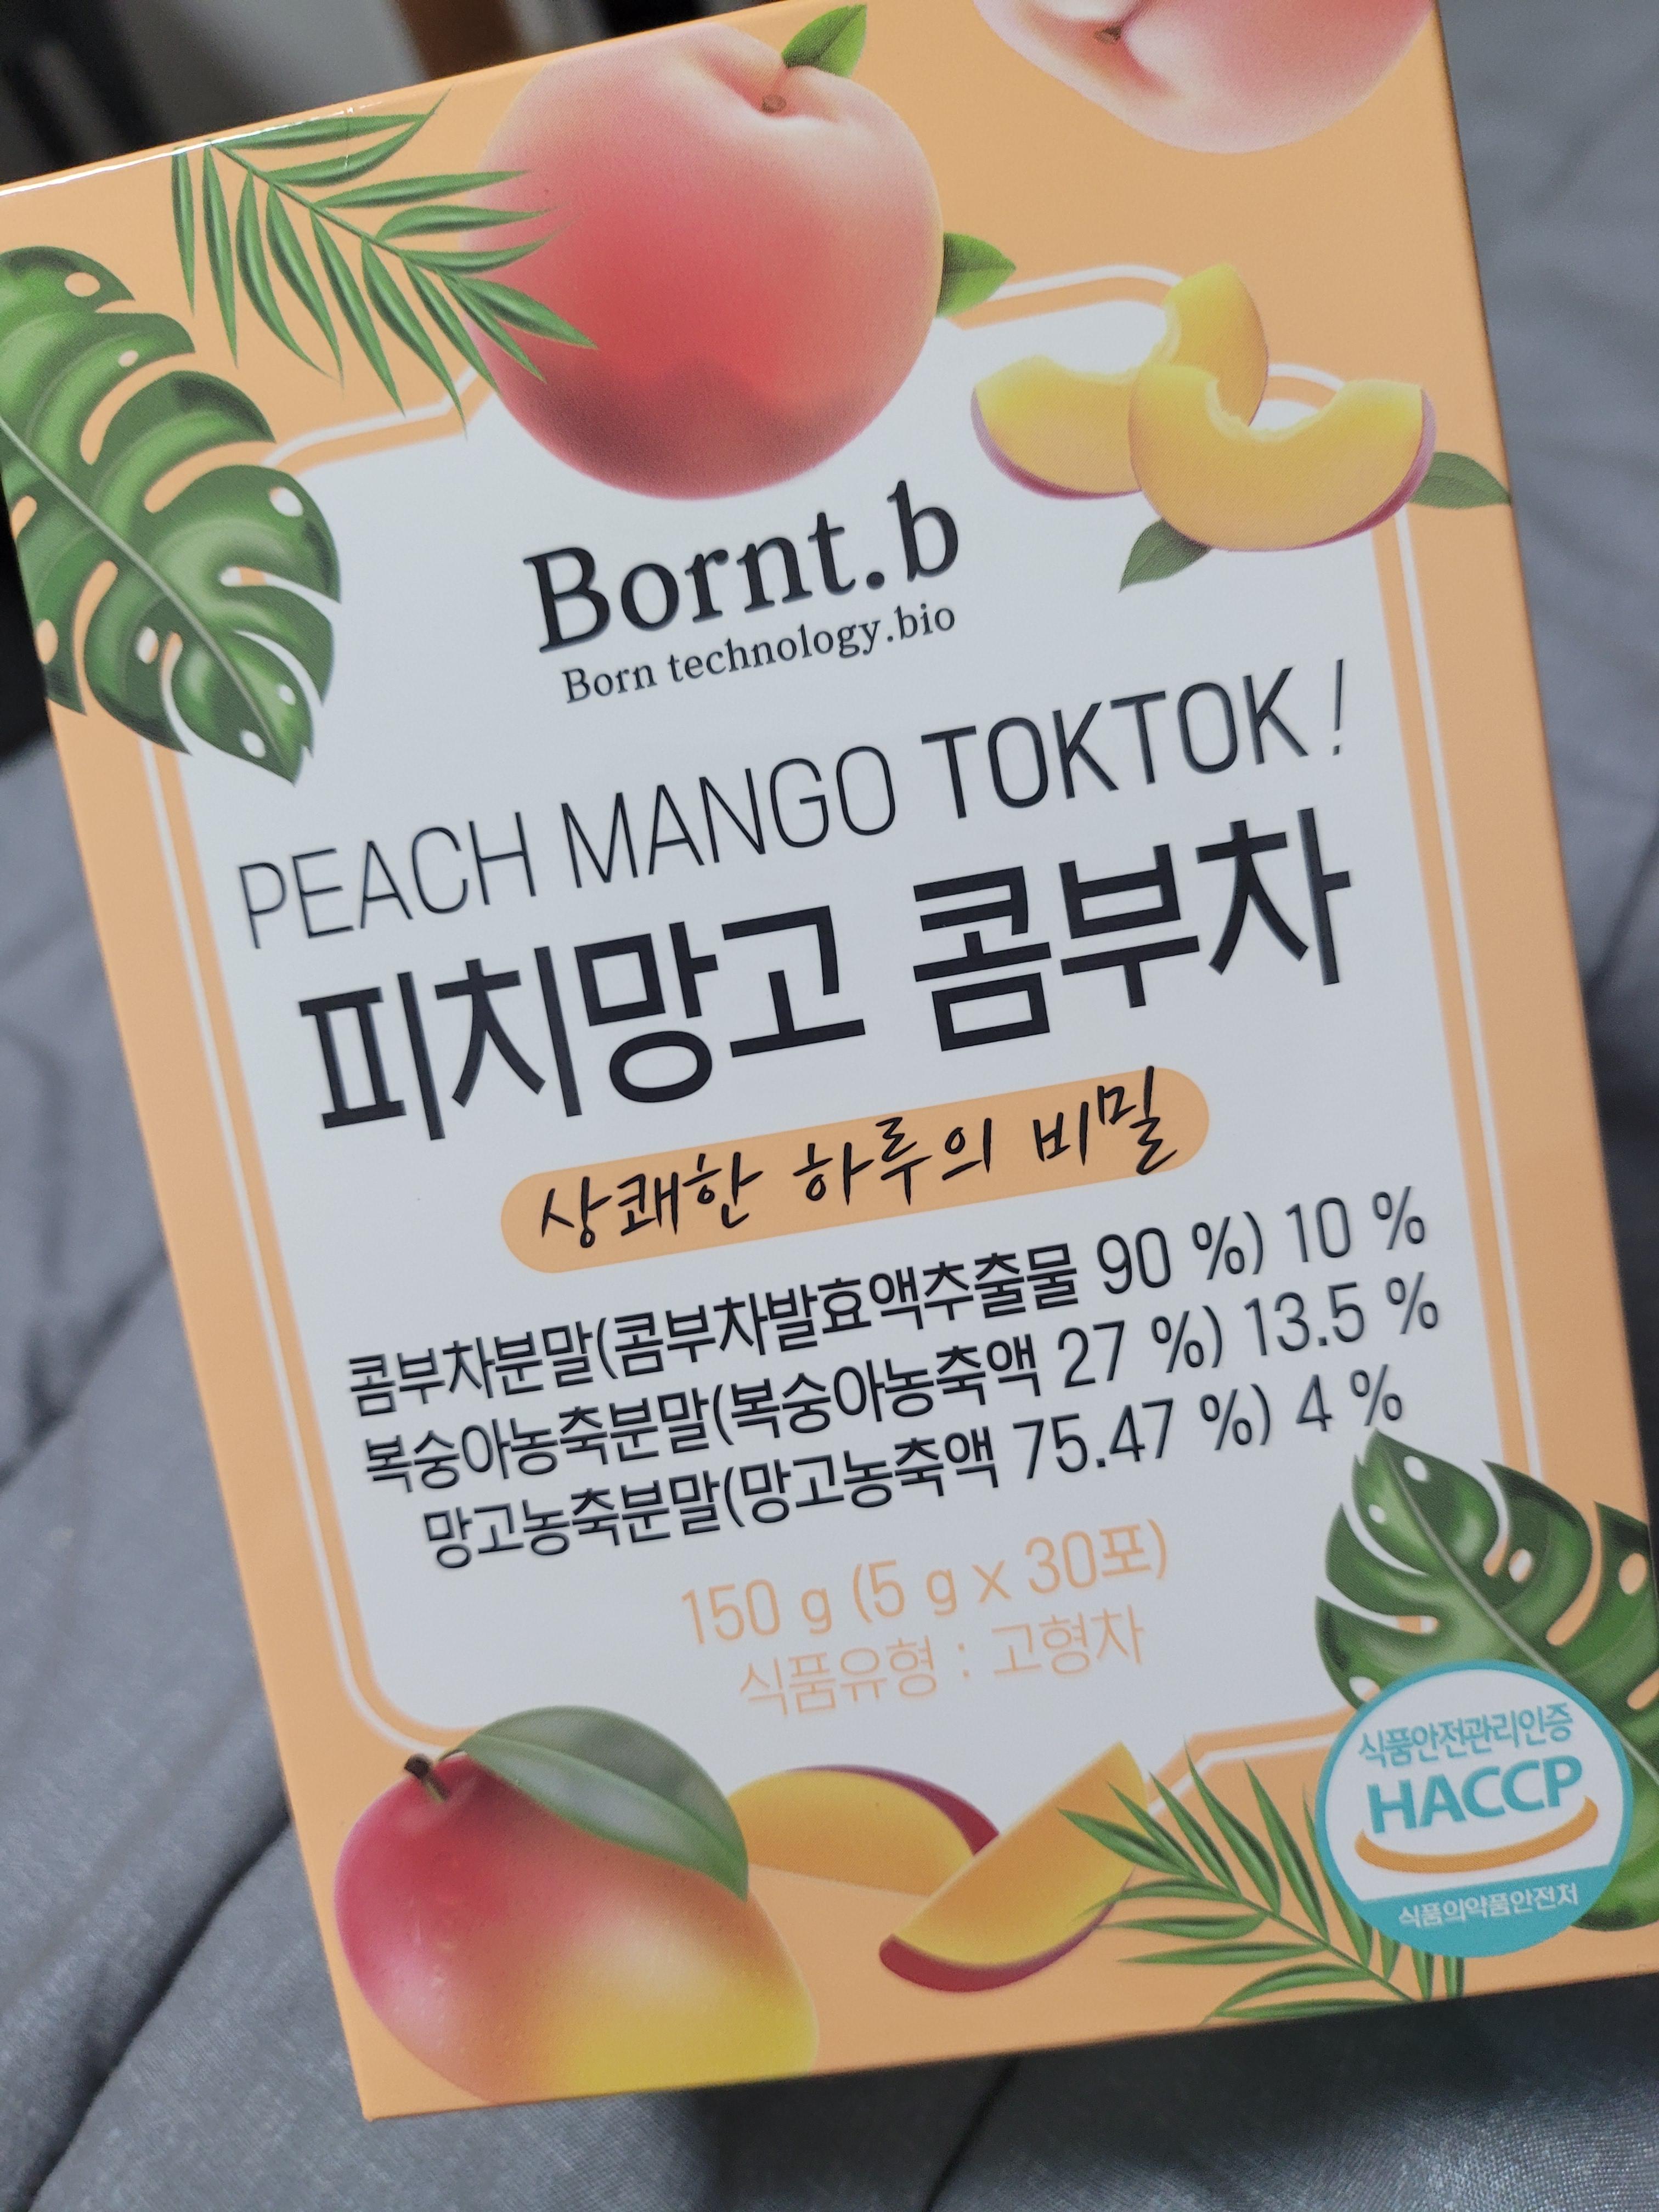 Bornt.b
Born technology.bio
PEACH MANGO TOKTOK!
피치망고 콤부차
상쾌한 하루의 비밀
콤부차분말(콤부차발효액추출물 90 %) 10 %
복숭아농축분말(복숭아농축액 27 %) 13.5 %
망고농축분말(망고농축액 75.47 %) 4 %
150 g (5 g x 30포)
식품유형 : 고형차
식품안전관리인증
HACCP
식품의약품안전처